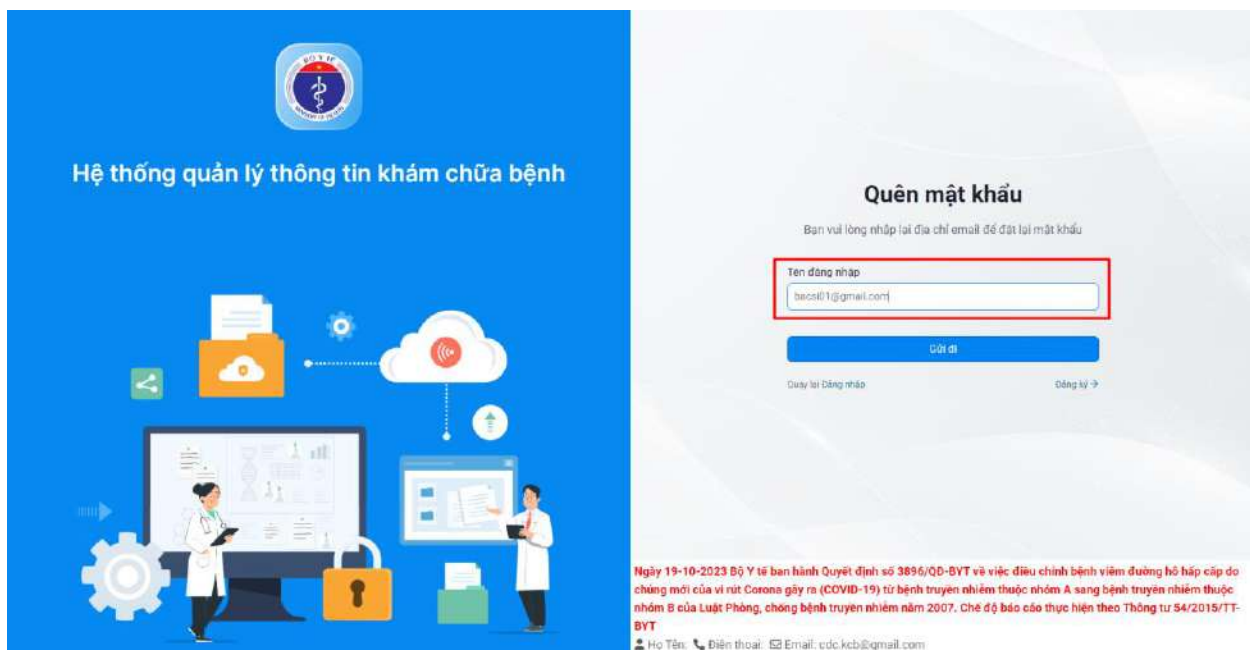 BỘ Y TẾ
MINISTRY OF HEALTH
Hệ thống quản lý thông tin khám chữa bệnh
Quên mật khẩu
Bạn vui lòng nhập lại địa chỉ email để đặt lại mật khẩu
Tên đăng nhập
bacsi01@gmail.com
Gửi đi
Quay lại Đăng nhập
Đăng ký →
Ngày 19-10-2023 Bộ Y tế ban hành Quyết định số 3896/QD-BYT về việc điều chỉnh bệnh viêm đường hô hấp cấp do
chủng mới của vi rút Corona gây ra (COVID-19) từ bệnh truyền nhiễm thuộc nhóm A sang bệnh truyền nhiễm thuộc
nhóm B của Luật Phòng, chống bệnh truyền nhiễm năm 2007. Chế độ báo cáo thực hiện theo Thông tư 54/2015/TT-
BYT
Họ Tên: Điện thoại: Email: cdc.kcb@gmail.com